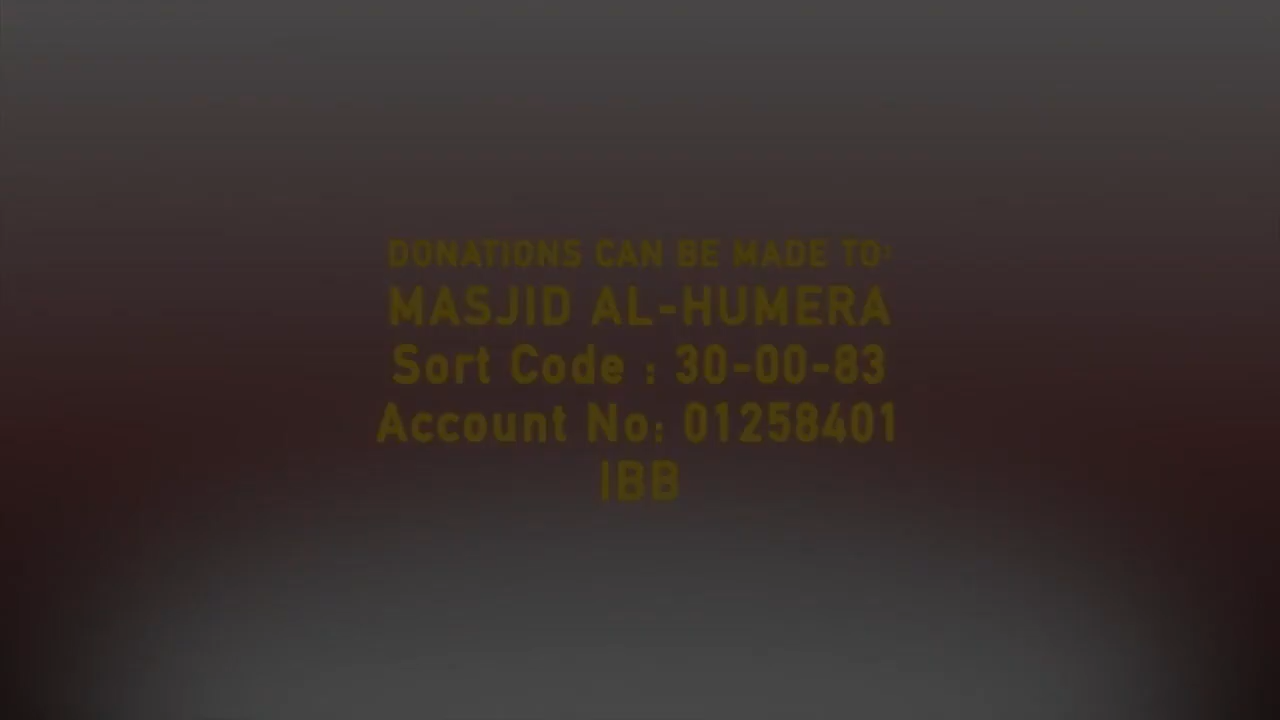 DONATIONS CAN BE MADE TO:
MASJID AL-HUMERA
Sort Code : 30-00-83
Account No: 01258401
IBB